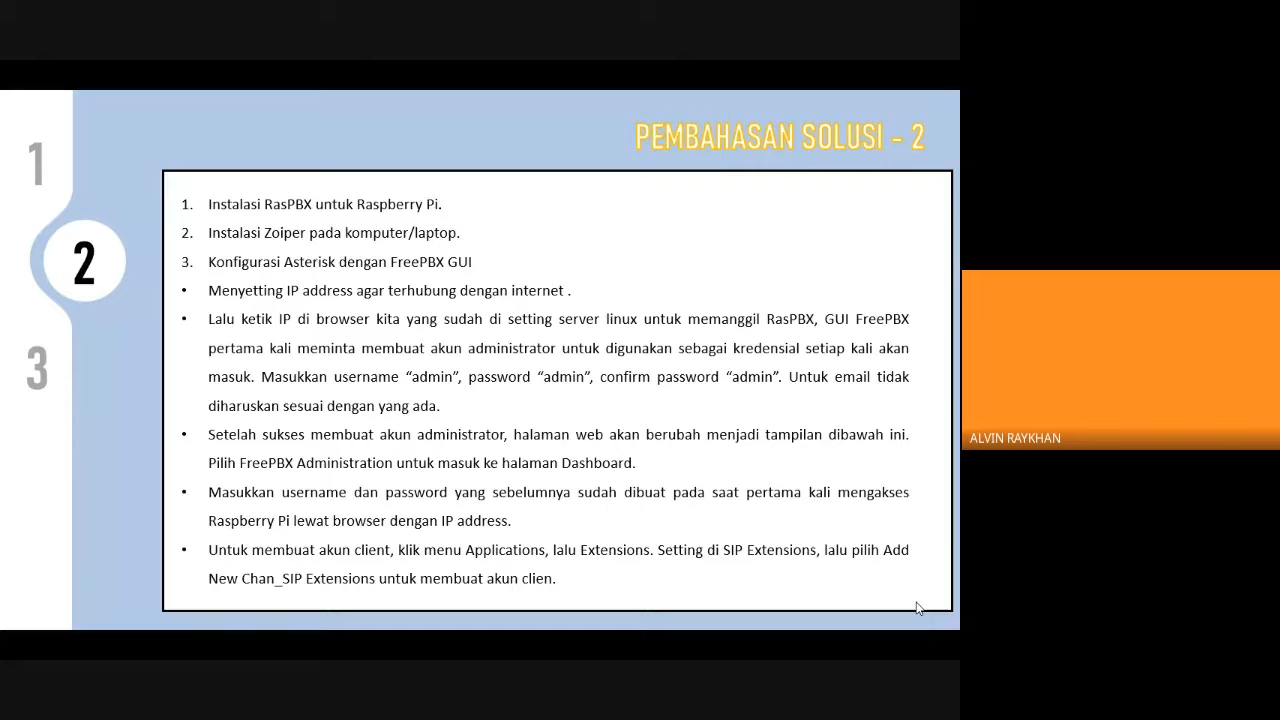 PEMBAHASAN SOLUSI - 2
1
2
3
1. Instalasi RasPBX untuk Raspberry Pi.
2. Instalasi Zoiper pada komputer/laptop.
3. Konfigurasi Asterisk dengan FreePBX GUI
• Menyetting IP address agar terhubung dengan internet .
• Lalu ketik IP di browser kita yang sudah di setting server linux untuk memanggil RasPBX, GUI FreePBX
pertama kali meminta membuat akun administrator untuk digunakan sebagai kredensial setiap kali akan
masuk. Masukkan username “admin”, password “admin”, confirm password “admin”. Untuk email tidak
diharuskan sesuai dengan yang ada.
• Setelah sukses membuat akun administrator, halaman web akan berubah menjadi tampilan dibawah ini.
Pilih FreePBX Administration untuk masuk ke halaman Dashboard.
• Masukkan username dan password yang sebelumnya sudah dibuat pada saat pertama kali mengakses
Raspberry Pi lewat browser dengan IP address.
• Untuk membuat akun client, klik menu Applications, lalu Extensions. Setting di SIP Extensions, lalu pilih Add
New Chan_SIP Extensions untuk membuat akun clien.
ALVIN RAYKHAN